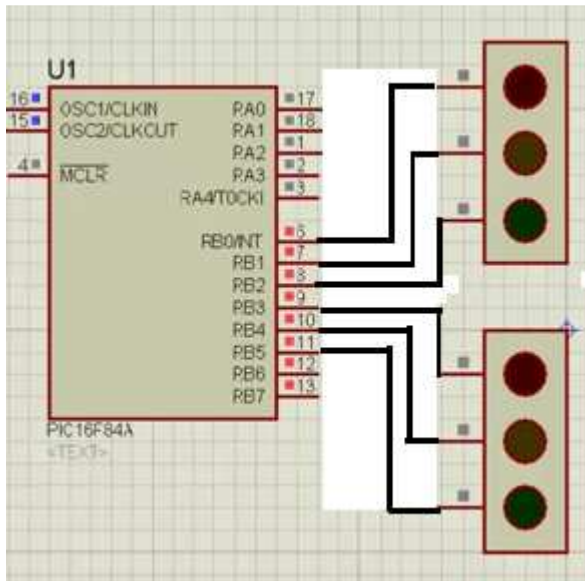 U1
16 OSC1/CLKIN RA0 17
15 OSC2/CLKOUT RA1 18
RA2 1
4 MCLR RA3 2
RA4/T0CKI 3
RB0/INT 6
RB1 7
RB2 8
RB3 9
RB4 10
RB5 11
RB6 12
RB7 13
PIC16F84A
<TEXT>